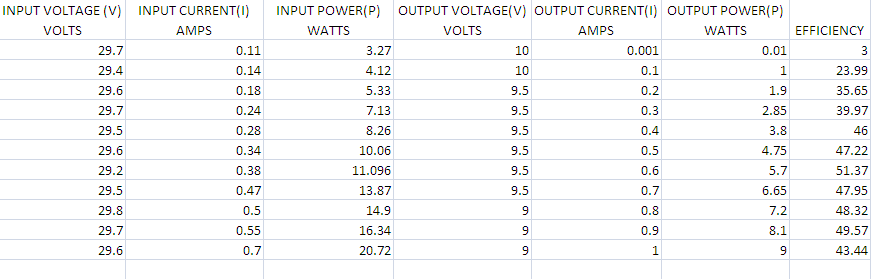 INPUT VOLTAGE (V) INPUT CURRENT(I) INPUT POWER(P) OUTPUT VOLTAGE(V) OUTPUT CURRENT(I) OUTPUT POWER(P)
VOLTS AMPS WATTS VOLTS AMPS WATTS EFFICIENCY
29.7 0.11 3.27 10 0.001 0.01 3
29.4 0.14 4.12 10 0.1 1 23.99
29.6 0.18 5.33 9.5 0.2 1.9 35.65
29.7 0.24 7.13 9.5 0.3 2.85 39.97
29.5 0.28 8.26 9.5 0.4 3.8 46
29.6 0.34 10.06 9.5 0.5 4.75 47.22
29.2 0.38 11.096 9.5 0.6 5.7 51.37
29.5 0.47 13.87 9.5 0.7 6.65 47.95
29.8 0.5 14.9 9 0.8 7.2 48.32
29.7 0.55 16.34 9 0.9 8.1 49.57
29.6 0.7 20.72 9 1 9 43.44